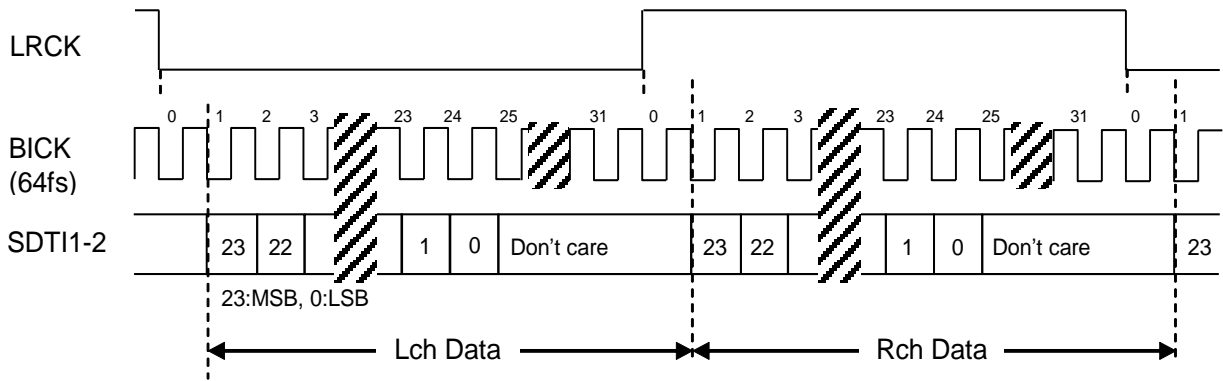 LRCK
0 1 2 3 23 24 25 31 0 1 2 3 23 24 25 31 0 1
BICK
(64fs)
SDTI1-2 23 22 1 0 Don't care 23 22 1 0 Don't care 23
23:MSB, 0:LSB
Lch Data Rch Data